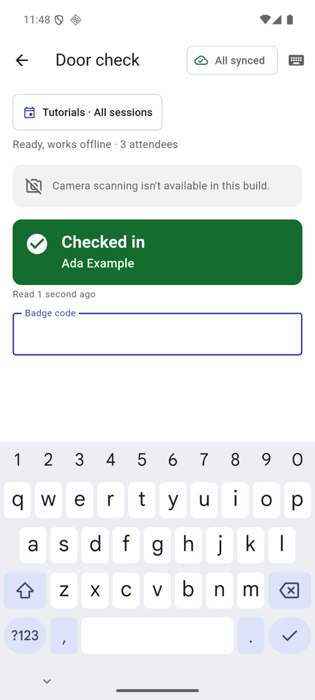 11:48
Door check
All synced
Tutorials · All sessions
Ready, works offline · 3 attendees
Camera scanning isn't available in this build.
Checked in
Ada Example
Read 1 second ago
Badge code
1 2 3 4 5 6 7 8 9 0
q w e r t y u i o p
a s d f g h j k l
z x c v b n m
?123 , .